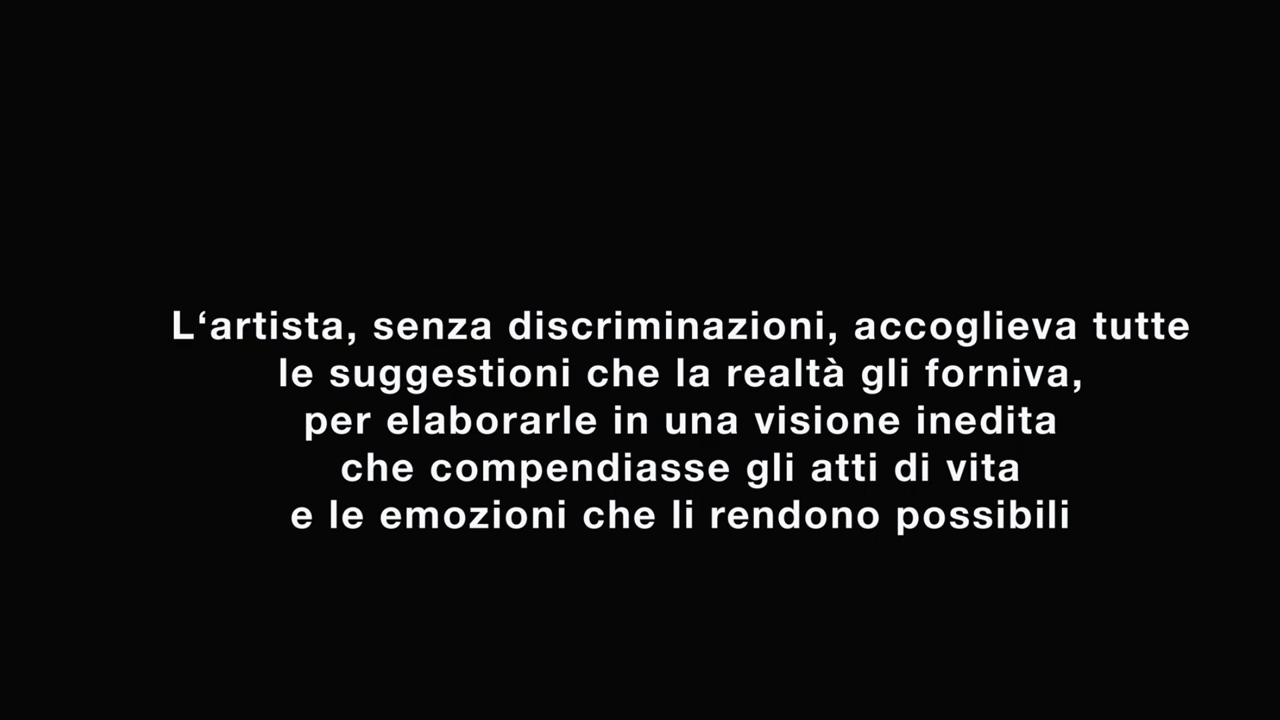 L‘artista, senza discriminazioni, accoglieva tutte
le suggestioni che la realtà gli forniva,
per elaborarle in una visione inedita
che compendiasse gli atti di vita
e le emozioni che li rendono possibili